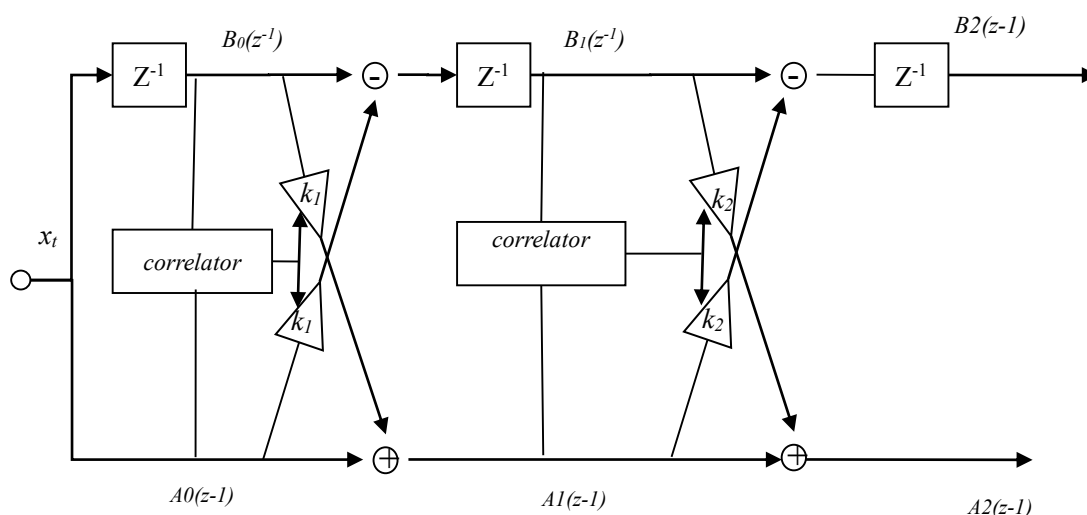 B0(z-1)
B1(z-1)
B2(z-1)
Z-1
-
Z-1
-
Z-1
k1
k2
xt
correlator
correlator
k1
k2
+
+
A0(z-1)
A1(z-1)
A2(z-1)